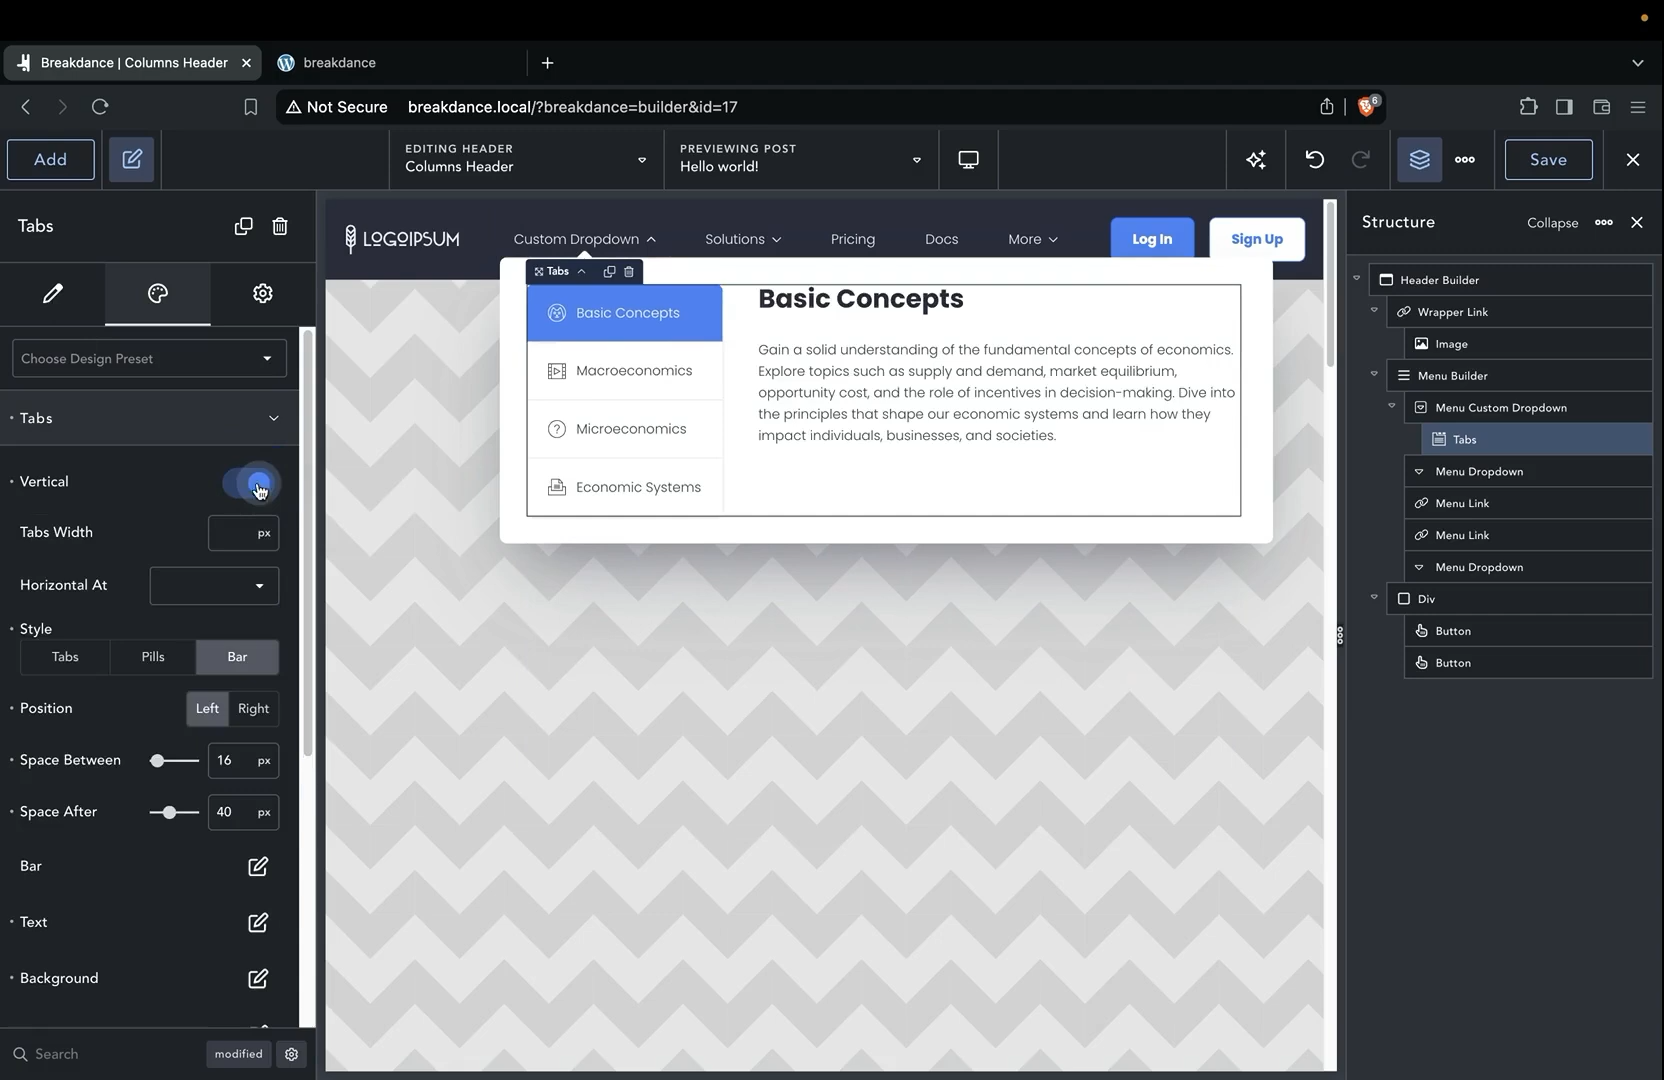 Breakdance | Columns Header
breakdance
Not Secure
breakdance.local/?breakdance=builder&id=17
6
Add
EDITING HEADER
Columns Header
PREVIEWING POST
Hello world!
Save
Tabs
Choose Design Preset
Tabs
Vertical
Tabs Width
px
Horizontal At
Style
Tabs
Pills
Bar
Position
Left
Right
Space Between
16 px
Space After
40 px
Bar
Text
Background
Search
modified
LOGOIPSUM
Custom Dropdown
Solutions
Pricing
Docs
More
Log In
Sign Up
Tabs
Basic Concepts
Macroeconomics
Microeconomics
Economic Systems
Basic Concepts
Gain a solid understanding of the fundamental concepts of economics.
Explore topics such as supply and demand, market equilibrium,
opportunity cost, and the role of incentives in decision-making. Dive into
the principles that shape our economic systems and learn how they
impact individuals, businesses, and societies.
Structure
Collapse
Header Builder
Wrapper Link
Image
Menu Builder
Menu Custom Dropdown
Tabs
Menu Dropdown
Menu Link
Menu Link
Menu Dropdown
Div
Button
Button